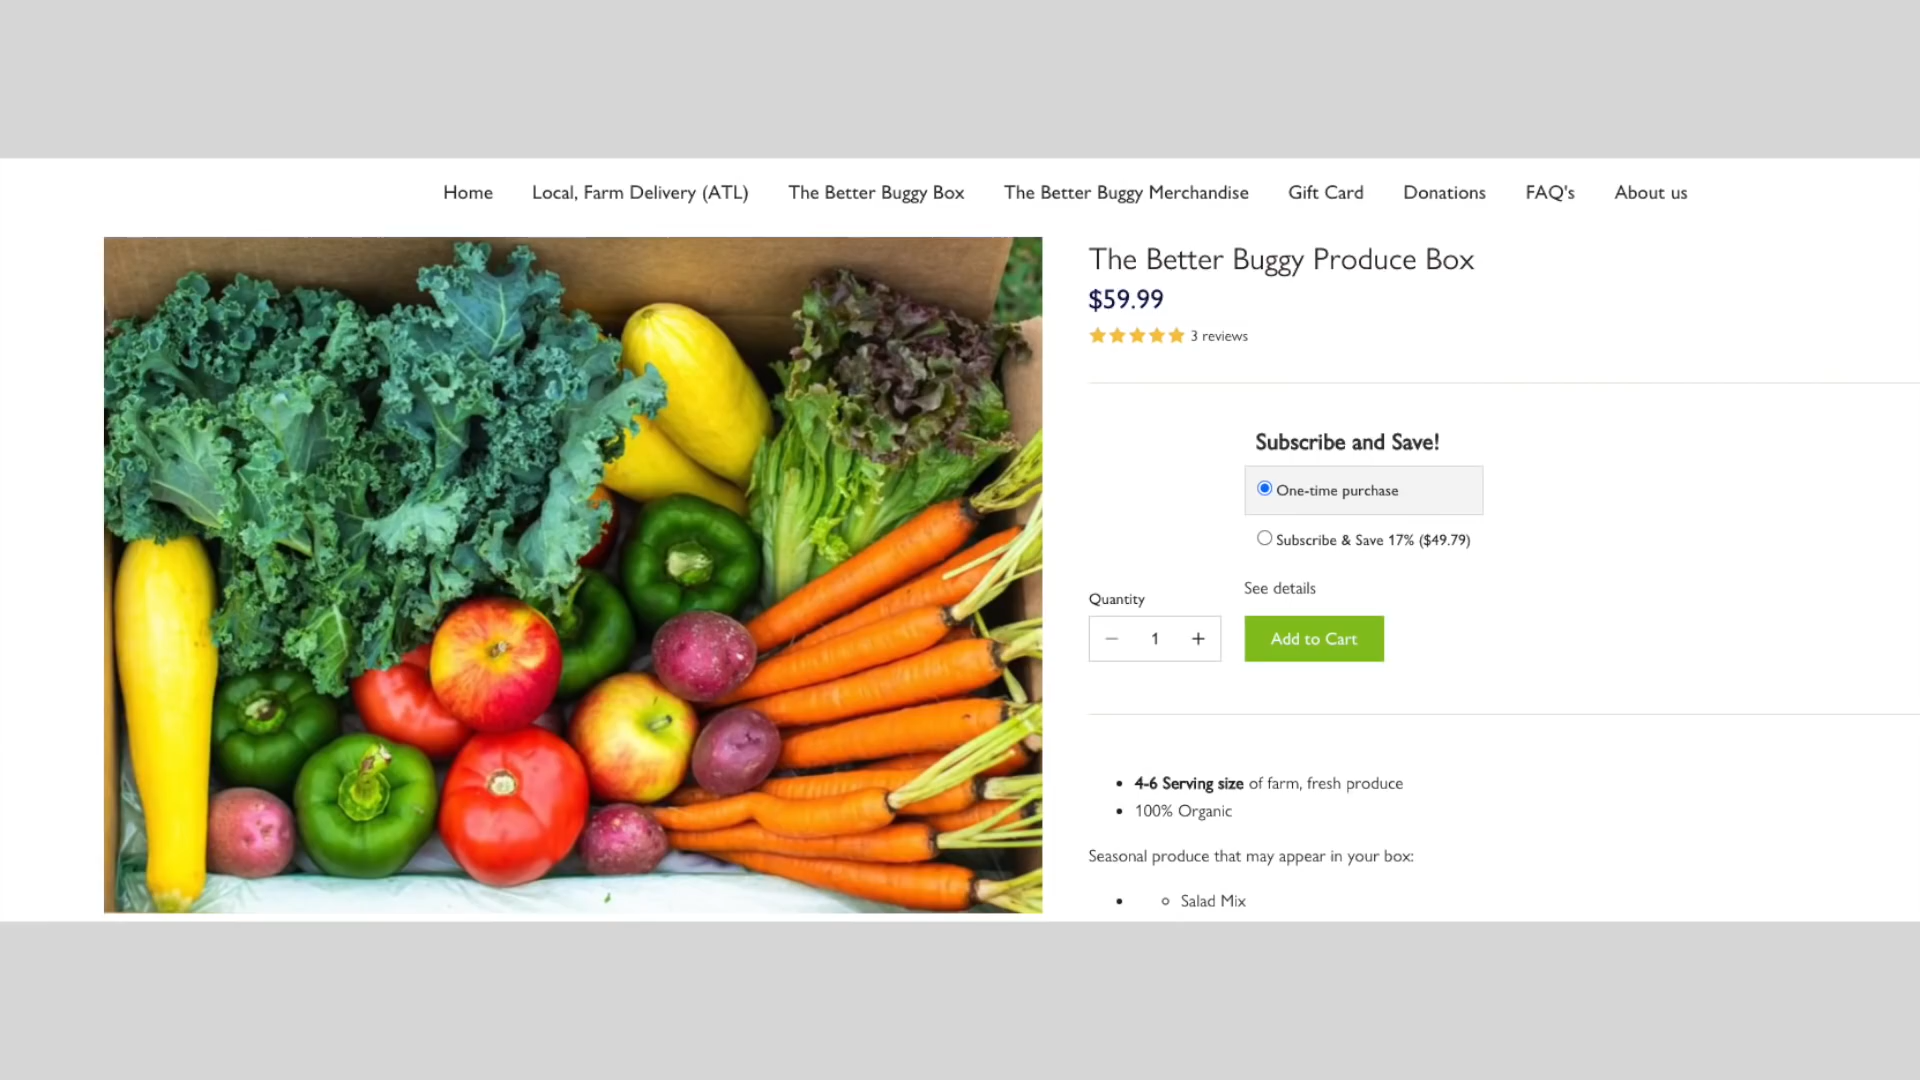 Home Local, Farm Delivery (ATL) The Better Buggy Box The Better Buggy Merchandise Gift Card Donations FAQ's About us
The Better Buggy Produce Box
$59.99
3 reviews
Subscribe and Save!
One-time purchase
Subscribe & Save 17% ($49.79)
See details
Quantity
− 1 +
Add to Cart
4-6 Serving size of farm, fresh produce
100% Organic
Seasonal produce that may appear in your box:
Salad Mix